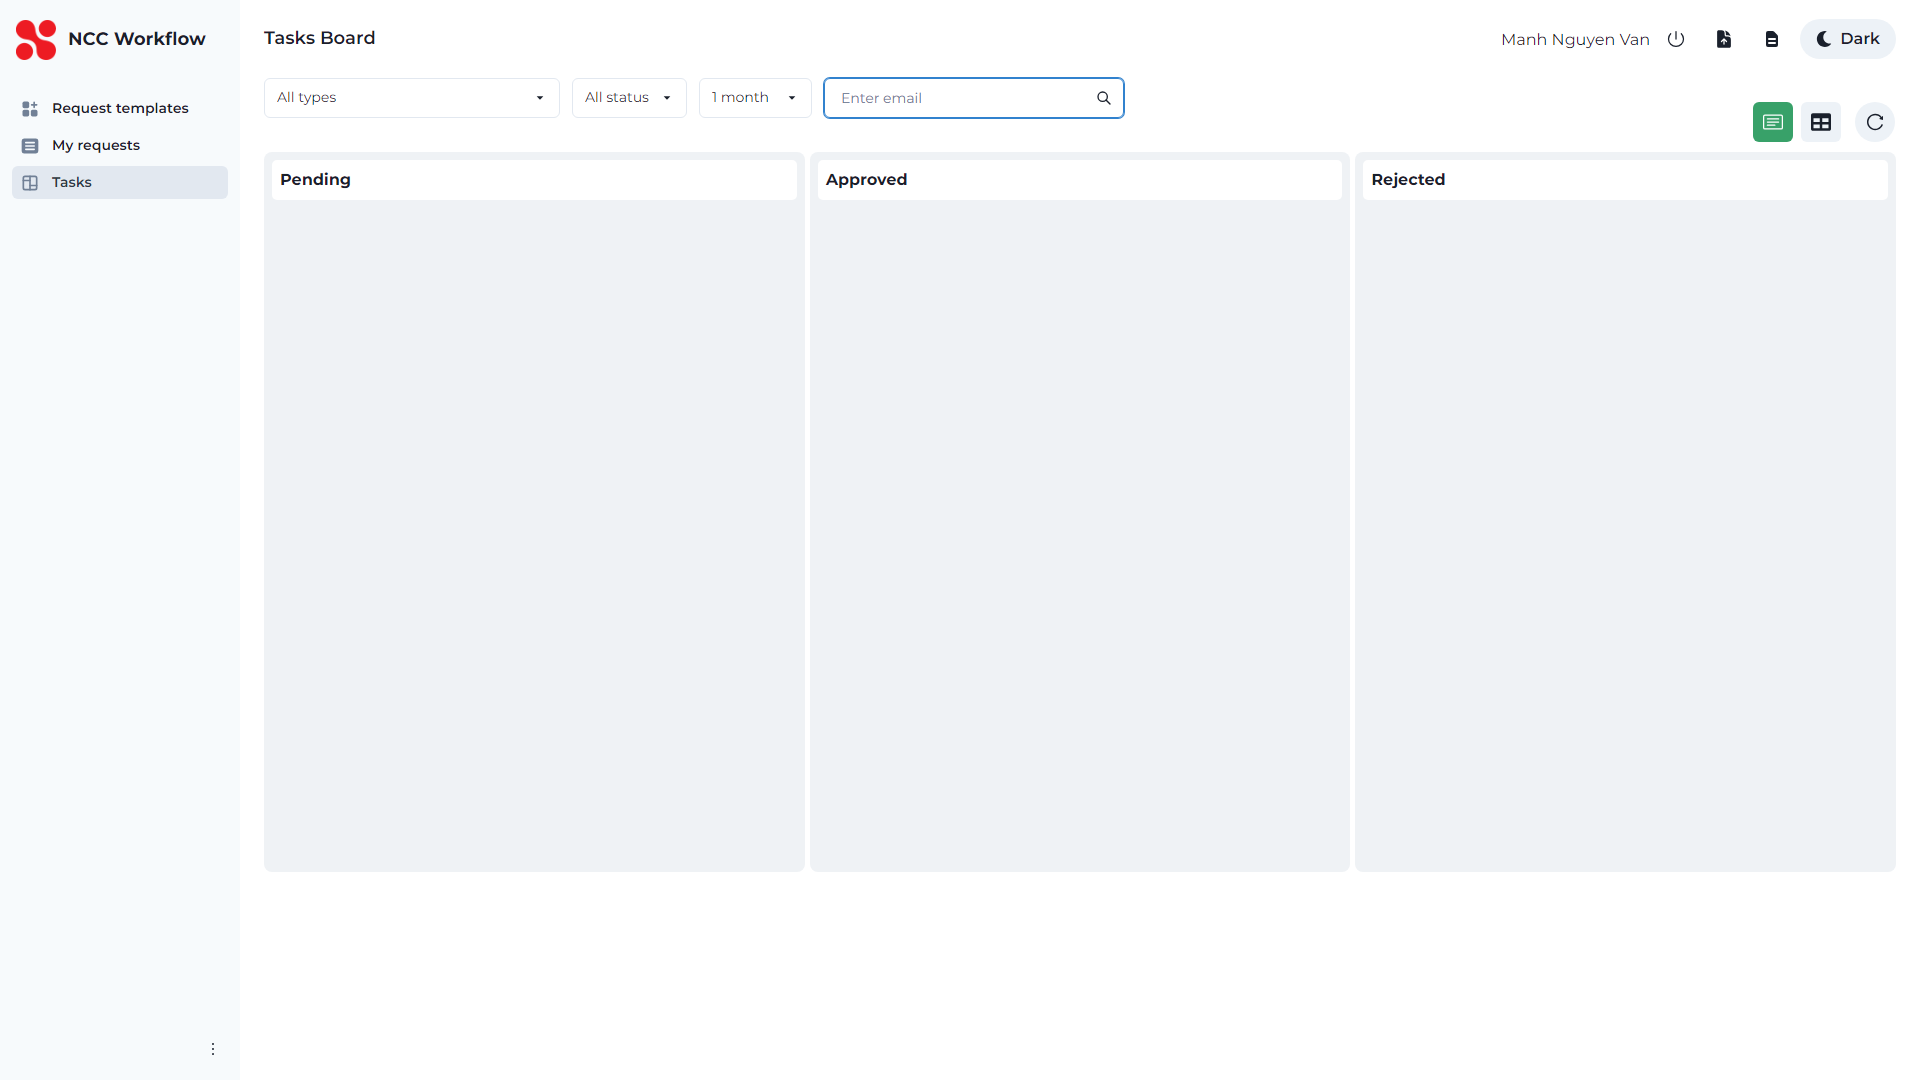 NCC Workflow
Tasks Board
Manh Nguyen Van
Dark
Request templates
My requests
Tasks
All types
All status
1 month
Enter email
Pending
Approved
Rejected